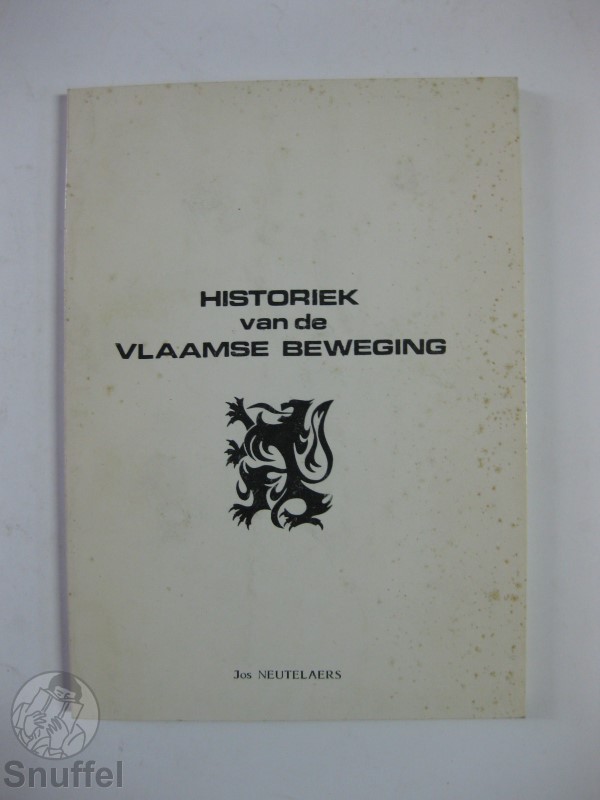 HISTORIEK
van de
VLAAMSE BEWEGING
Jos NEUTELAERS
Snuffel